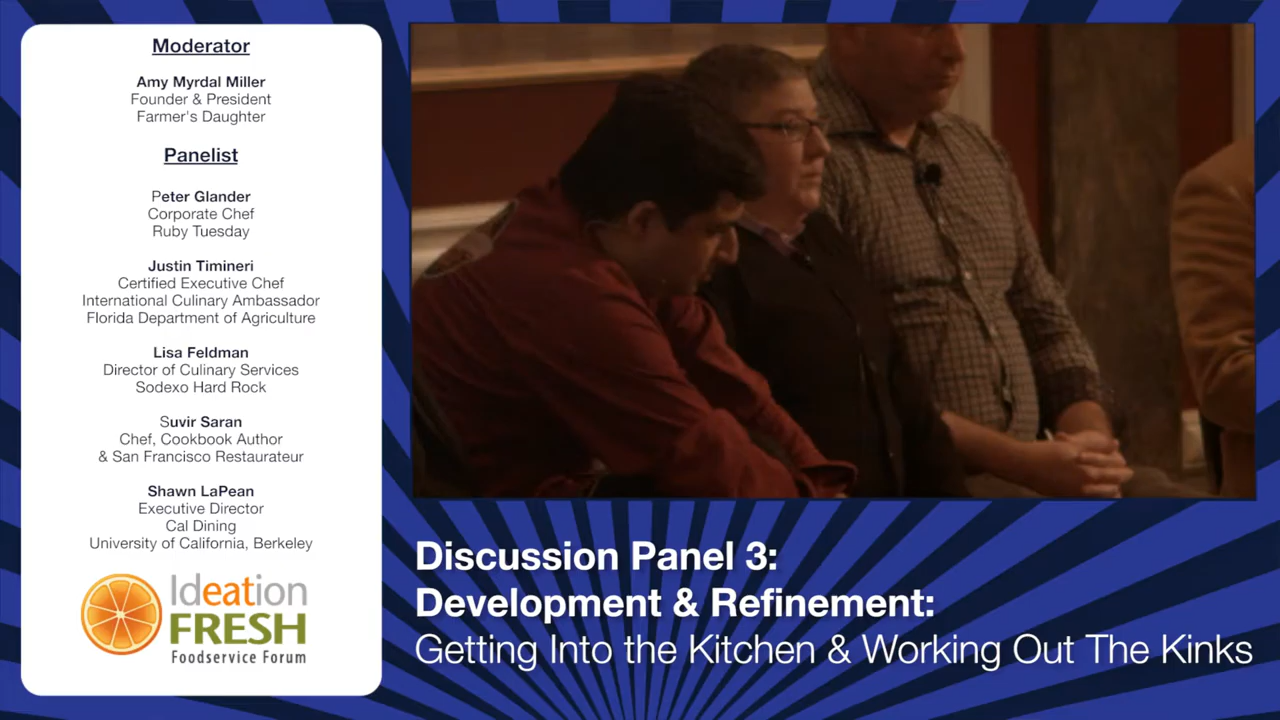 Moderator
Amy Myrdal Miller
Founder & President
Farmer's Daughter
Panelist
Peter Glander
Corporate Chef
Ruby Tuesday
Justin Timineri
Certified Executive Chef
International Culinary Ambassador
Florida Department of Agriculture
Lisa Feldman
Director of Culinary Services
Sodexo Hard Rock
Suvir Saran
Chef, Cookbook Author
& San Francisco Restaurateur
Shawn LaPean
Executive Director
Cal Dining
University of California, Berkeley
Ideation
FRESH
Foodservice Forum
Discussion Panel 3:
Development & Refinement:
Getting Into the Kitchen & Working Out The Kinks